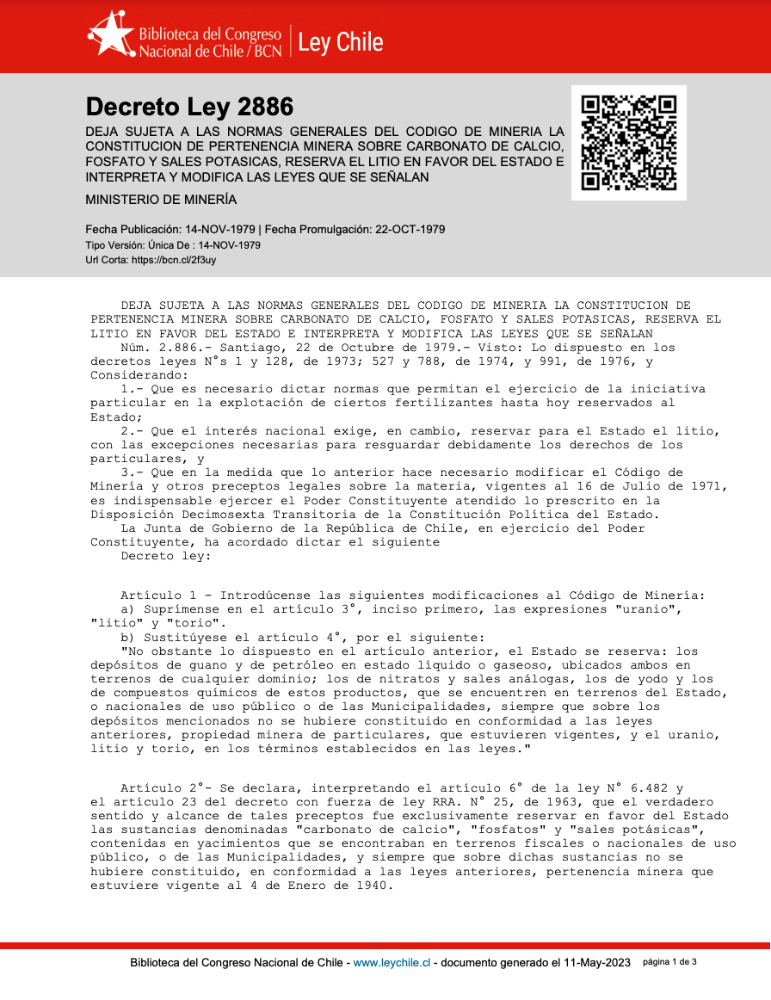 Biblioteca del Congreso
Nacional de Chile / BCN
Ley Chile
Decreto Ley 2886
DEJA SUJETA A LAS NORMAS GENERALES DEL CODIGO DE MINERIA LA
CONSTITUCION DE PERTENENCIA MINERA SOBRE CARBONATO DE CALCIO,
FOSFATO Y SALES POTASICAS, RESERVA EL LITIO EN FAVOR DEL ESTADO E
INTERPRETA Y MODIFICA LAS LEYES QUE SE SEÑALAN
MINISTERIO DE MINERÍA
Fecha Publicación: 14-NOV-1979 | Fecha Promulgación: 22-OCT-1979
Tipo Versión: Única De : 14-NOV-1979
Url Corta: https://bcn.cl/2f3uy
DEJA SUJETA A LAS NORMAS GENERALES DEL CODIGO DE MINERIA LA CONSTITUCION DE
PERTENENCIA MINERA SOBRE CARBONATO DE CALCIO, FOSFATO Y SALES POTASICAS, RESERVA EL
LITIO EN FAVOR DEL ESTADO E INTERPRETA Y MODIFICA LAS LEYES QUE SE SEÑALAN
Núm. 2.886.- Santiago, 22 de Octubre de 1979.- Visto: Lo dispuesto en los
decretos leyes N°s 1 y 128, de 1973; 527 y 788, de 1974, y 991, de 1976, y
Considerando:
1.- Que es necesario dictar normas que permitan el ejercicio de la iniciativa
particular en la explotación de ciertos fertilizantes hasta hoy reservados al
Estado;
2.- Que el interés nacional exige, en cambio, reservar para el Estado el litio,
con las excepciones necesarias para resguardar debidamente los derechos de los
particulares, y
3.- Que en la medida que lo anterior hace necesario modificar el Código de
Minería y otros preceptos legales sobre la materia, vigentes al 16 de Julio de 1971,
es indispensable ejercer el Poder Constituyente atendido lo prescrito en la
Disposición Decimosexta Transitoria de la Constitución Política del Estado.
La Junta de Gobierno de la República de Chile, en ejercicio del Poder
Constituyente, ha acordado dictar el siguiente
Decreto ley:
Artículo 1 - Introdúcense las siguientes modificaciones al Código de Minería:
a) Suprímense en el artículo 3°, inciso primero, las expresiones "uranio",
"litio" y "torio".
b) Sustitúyese el artículo 4°, por el siguiente:
"No obstante lo dispuesto en el artículo anterior, el Estado se reserva: los
depósitos de guano y de petróleo en estado líquido o gaseoso, ubicados ambos en
terrenos de cualquier dominio; los de nitratos y sales análogas, los de yodo y los
de compuestos químicos de estos productos, que se encuentren en terrenos del Estado,
o nacionales de uso público o de las Municipalidades, siempre que sobre los
depósitos mencionados no se hubiere constituido en conformidad a las leyes
anteriores, propiedad minera de particulares, que estuvieren vigentes, y el uranio,
litio y torio, en los términos establecidos en las leyes."
Artículo 2°- Se declara, interpretando el artículo 6° de la ley N° 6.482 y
el artículo 23 del decreto con fuerza de ley RRA. N° 25, de 1963, que el verdadero
sentido y alcance de tales preceptos fue exclusivamente reservar en favor del Estado
las sustancias denominadas "carbonato de calcio", "fosfatos" y "sales potásicas",
contenidas en yacimientos que se encontraban en terrenos fiscales o nacionales de uso
público, o de las Municipalidades, y siempre que sobre dichas sustancias no se
hubiere constituido, en conformidad a las leyes anteriores, pertenencia minera que
estuviere vigente al 4 de Enero de 1940.
Biblioteca del Congreso Nacional de Chile - www.leychile.cl - documento generado el 11-May-2023 página 1 de 3